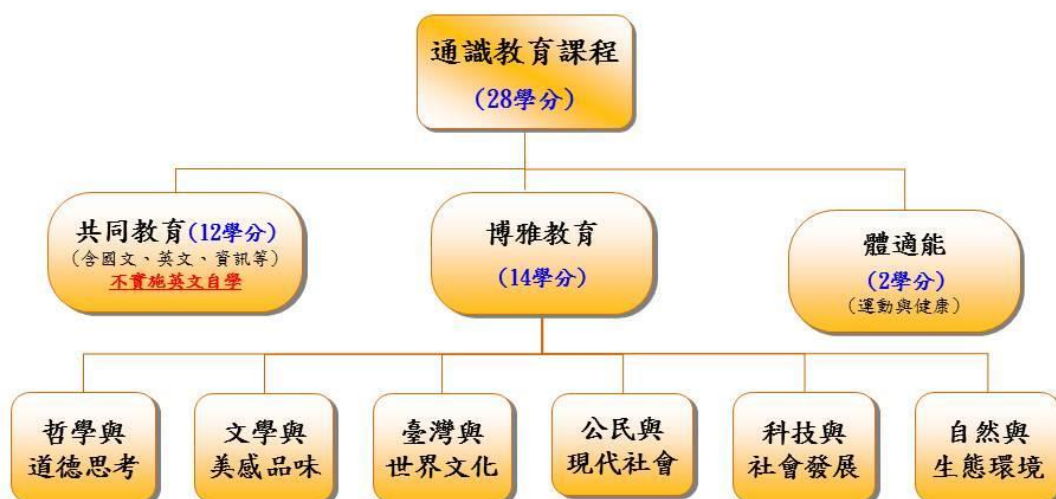 通識教育課程
(28學分)
共同教育(12學分)
(含國文、英文、資訊等)
不實施英文自學
博雅教育
(14學分)
體適能
(2學分)
(運動與健康)
哲學與
道德思考
文學與
美感品味
臺灣與
世界文化
公民與
現代社會
科技與
社會發展
自然與
生態環境